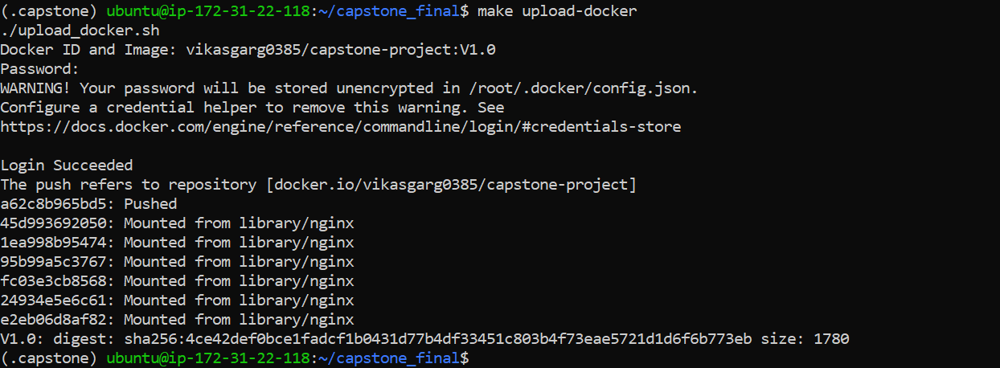 (.capstone) ubuntu@ip-172-31-22-118:~/capstone_final$ make upload-docker
./upload_docker.sh
Docker ID and Image: vikasgarg0385/capstone-project:V1.0
Password:
WARNING! Your password will be stored unencrypted in /root/.docker/config.json.
Configure a credential helper to remove this warning. See
https://docs.docker.com/engine/reference/commandline/login/#credentials-store
Login Succeeded
The push refers to repository [docker.io/vikasgarg0385/capstone-project]
a62c8b965bd5: Pushed
45d993692050: Mounted from library/nginx
1ea998b95474: Mounted from library/nginx
95b99a5c3767: Mounted from library/nginx
fc03e3cb8568: Mounted from library/nginx
24934e5e6c61: Mounted from library/nginx
e2eb06d8af82: Mounted from library/nginx
V1.0: digest: sha256:4ce42def0bce1fadcf1b0431d77b4df33451c803b4f73eae5721d1d6f6b773eb size: 1780
(.capstone) ubuntu@ip-172-31-22-118:~/capstone_final$